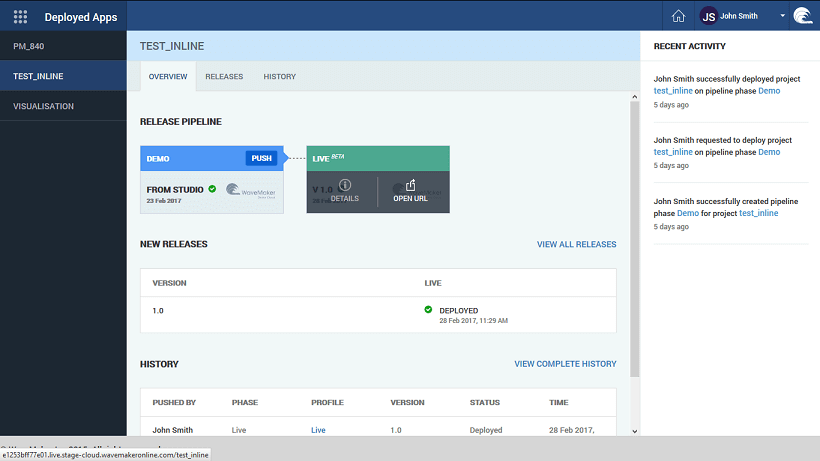 Deployed Apps
JS John Smith
PM_840
TEST_INLINE
VISUALISATION
TEST_INLINE
OVERVIEW RELEASES HISTORY
RELEASE PIPELINE
DEMO PUSH
FROM STUDIO
23 Feb 2017
WaveMaker
LIVE BETA
V 1.0
DETAILS OPEN URL
NEW RELEASES VIEW ALL RELEASES
VERSION LIVE
1.0 DEPLOYED
28 Feb 2017, 11:29 AM
HISTORY VIEW COMPLETE HISTORY
PUSHED BY PHASE PROFILE VERSION STATUS TIME
John Smith Live Live 1.0 Deployed 28 Feb 2017,
RECENT ACTIVITY
John Smith successfully deployed project
test_inline on pipeline phase Demo
5 days ago
John Smith requested to deploy project
test_inline on pipeline phase Demo
5 days ago
John Smith successfully created pipeline
phase Demo for project test_inline
5 days ago
e1253bff77e01.live.stage-cloud.wavemakeronline.com/test_inline